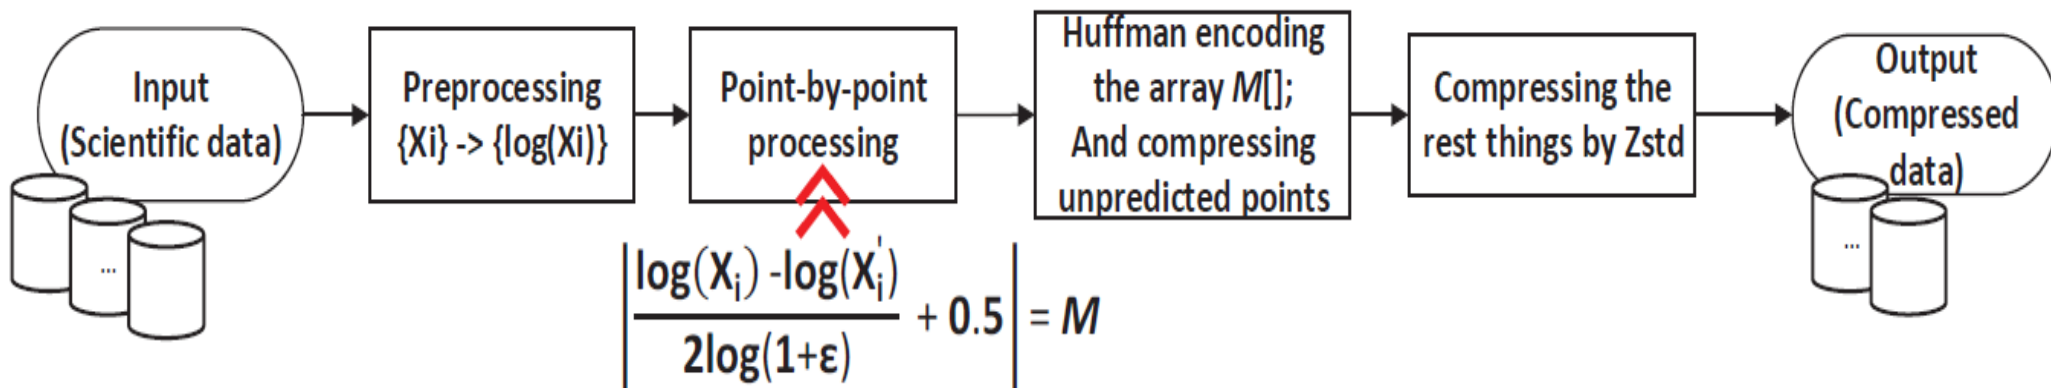 Input
(Scientific data)
...
Preprocessing
{Xi} -> {log(Xi)}
Point-by-point
processing
|log(Xᵢ) -log(Xᵢ')
2log(1+ε)
+ 0.5| = M
Huffman encoding
the array M[];
And compressing
unpredicted points
Compressing the
rest things by Zstd
Output
(Compressed
data)
...